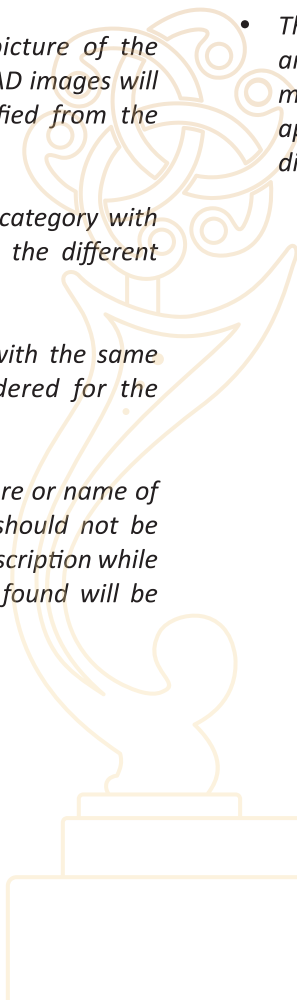 picture of the
AD images will
fied from the
category with
the different
with the same
dered for the
re or name of
should not be
scription while
found will be
• Th
ar
m
ap
di